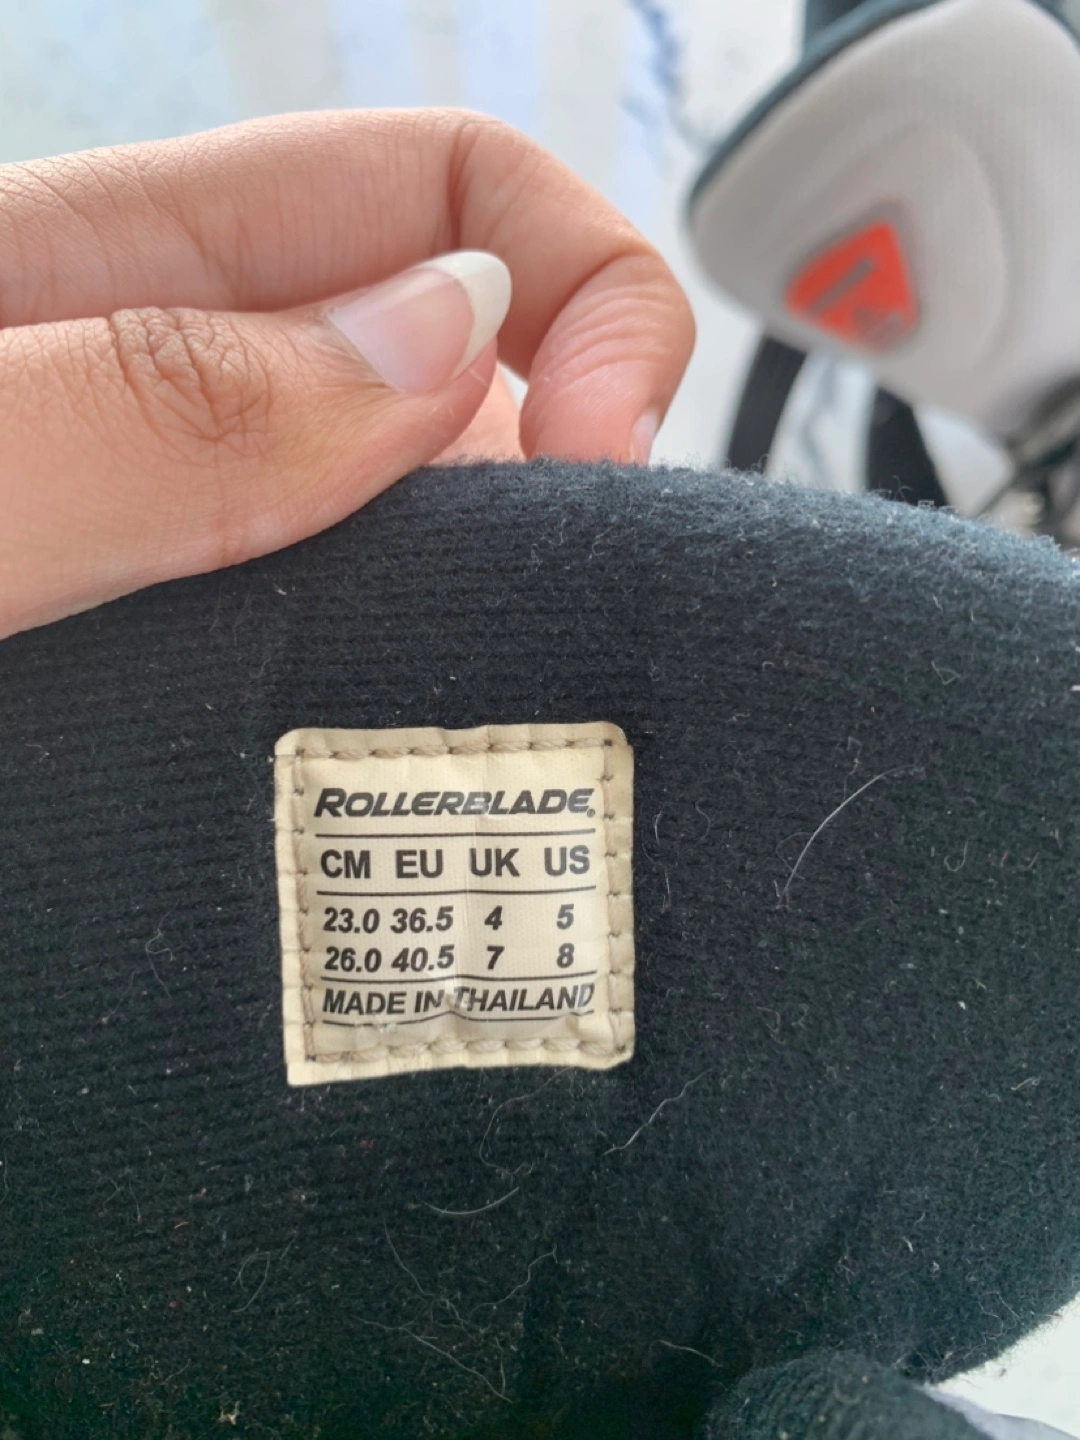 ROLLERBLADE®
CM EU UK US
23.0 36.5 4 5
26.0 40.5 7 8
MADE IN THAILAND